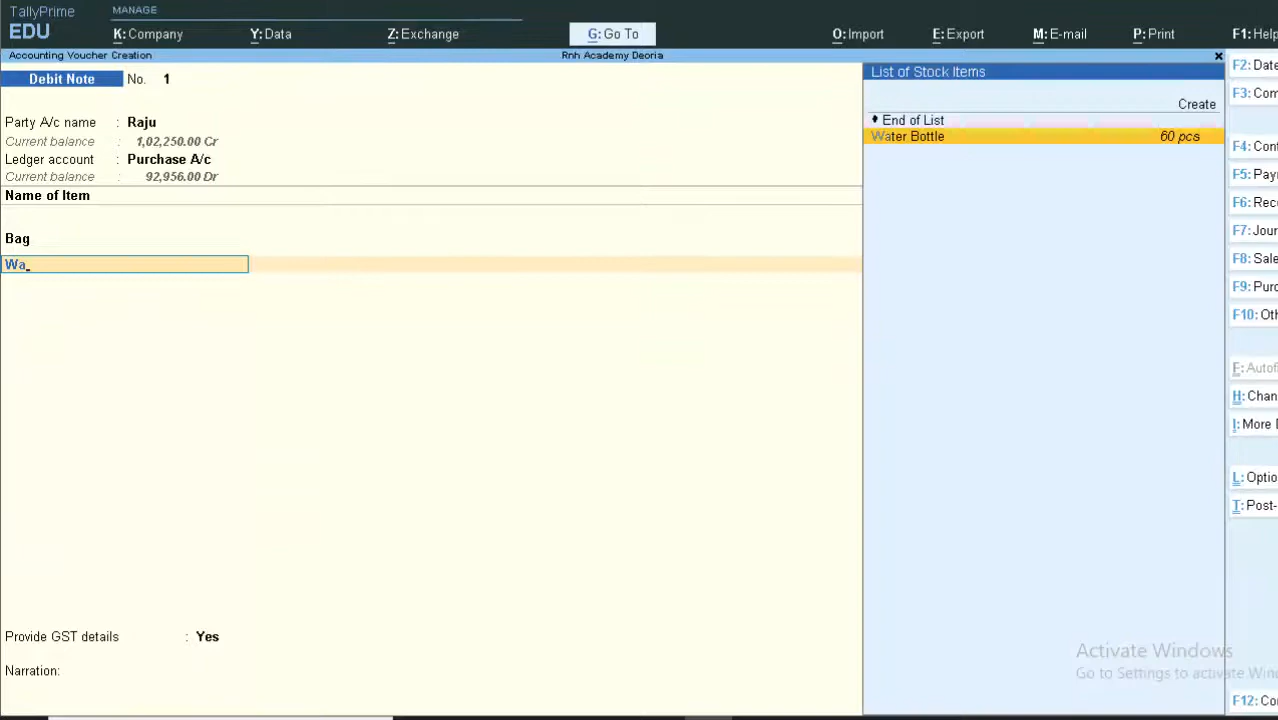 TallyPrime
MANAGE
EDU
K: Company
Y: Data
Z: Exchange
G: Go To
O: Import
E: Export
M: E-mail
P: Print
F1: Help
Accounting Voucher Creation
Rnh Academy Deoria
×
F2: Date
Debit Note No. 1
List of Stock Items
F3: Com
Create
Party A/c name : Raju
♦ End of List
Current balance : 1,02,250.00 Cr
Water Bottle 60 pcs
F4: Cont
Ledger account : Purchase A/c
Current balance : 92,956.00 Dr
F5: Payn
Name of Item
F6: Rece
F7: Jour
Bag
F8: Sale
Wa
F9: Purc
F10: Oth
E: Autofi
H: Chan
I: More D
L: Optio
T: Post-
Provide GST details : Yes
Activate Windows
Narration:
Go to Settings to activate Win
F12: Co